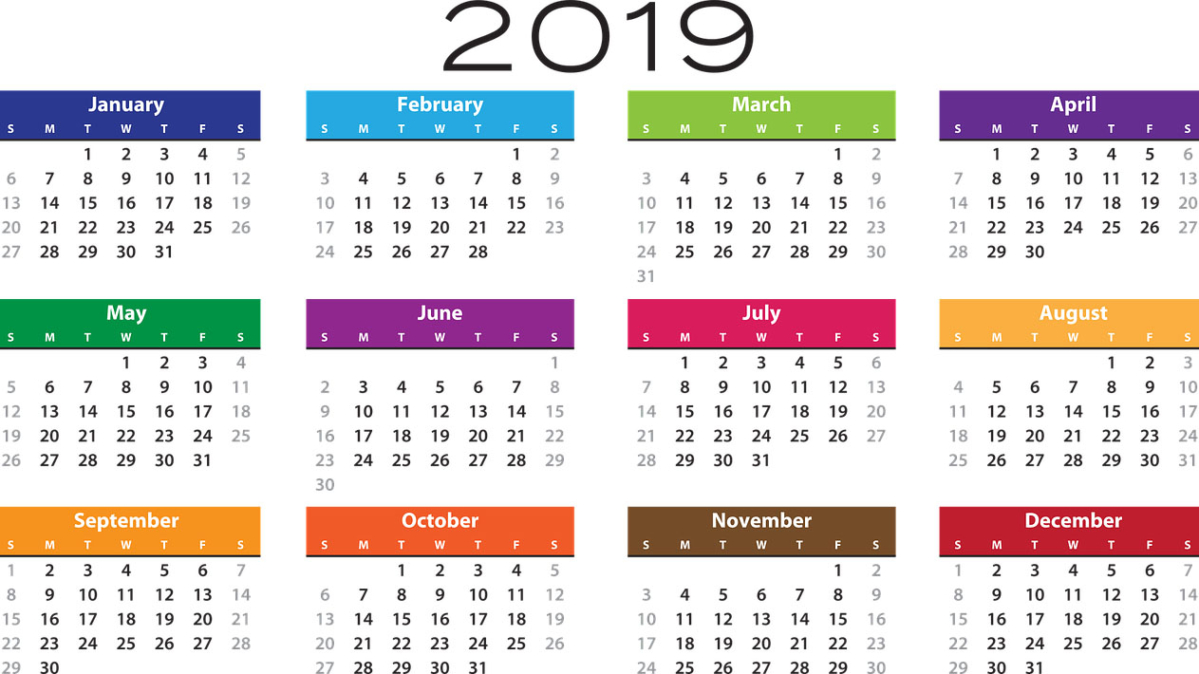 2019
January February March April
S M T W T F S S M T W T F S S M T W T F S S M T W T F S
1 2 3 4 5 1 2 1 2 1 2 3 4 5 6
6 7 8 9 10 11 12 3 4 5 6 7 8 9 3 4 5 6 7 8 9 7 8 9 10 11 12 13
13 14 15 16 17 18 19 10 11 12 13 14 15 16 10 11 12 13 14 15 16 14 15 16 17 18 19 20
20 21 22 23 24 25 26 17 18 19 20 21 22 23 17 18 19 20 21 22 23 21 22 23 24 25 26 27
27 28 29 30 31 24 25 26 27 28 24 25 26 27 28 29 30 28 29 30
31
May June July August
S M T W T F S S M T W T F S S M T W T F S S M T W T F S
1 2 3 4 1 1 2 3 4 5 6 1 2 3
5 6 7 8 9 10 11 2 3 4 5 6 7 8 7 8 9 10 11 12 13 4 5 6 7 8 9 10
12 13 14 15 16 17 18 9 10 11 12 13 14 15 14 15 16 17 18 19 20 11 12 13 14 15 16 17
19 20 21 22 23 24 25 16 17 18 19 20 21 22 21 22 23 24 25 26 27 18 19 20 21 22 23 24
26 27 28 29 30 31 23 24 25 26 27 28 29 28 29 30 31 25 26 27 28 29 30 31
30
September October November December
S M T W T F S S M T W T F S S M T W T F S S M T W T F S
1 2 3 4 5 6 7 1 2 3 4 5 1 2 1 2 3 4 5 6 7
8 9 10 11 12 13 14 6 7 8 9 10 11 12 3 4 5 6 7 8 9 8 9 10 11 12 13 14
15 16 17 18 19 20 21 13 14 15 16 17 18 19 10 11 12 13 14 15 16 15 16 17 18 19 20 21
22 23 24 25 26 27 28 20 21 22 23 24 25 26 17 18 19 20 21 22 23 22 23 24 25 26 27 28
29 30 27 28 29 30 31 24 25 26 27 28 29 30 29 30 31